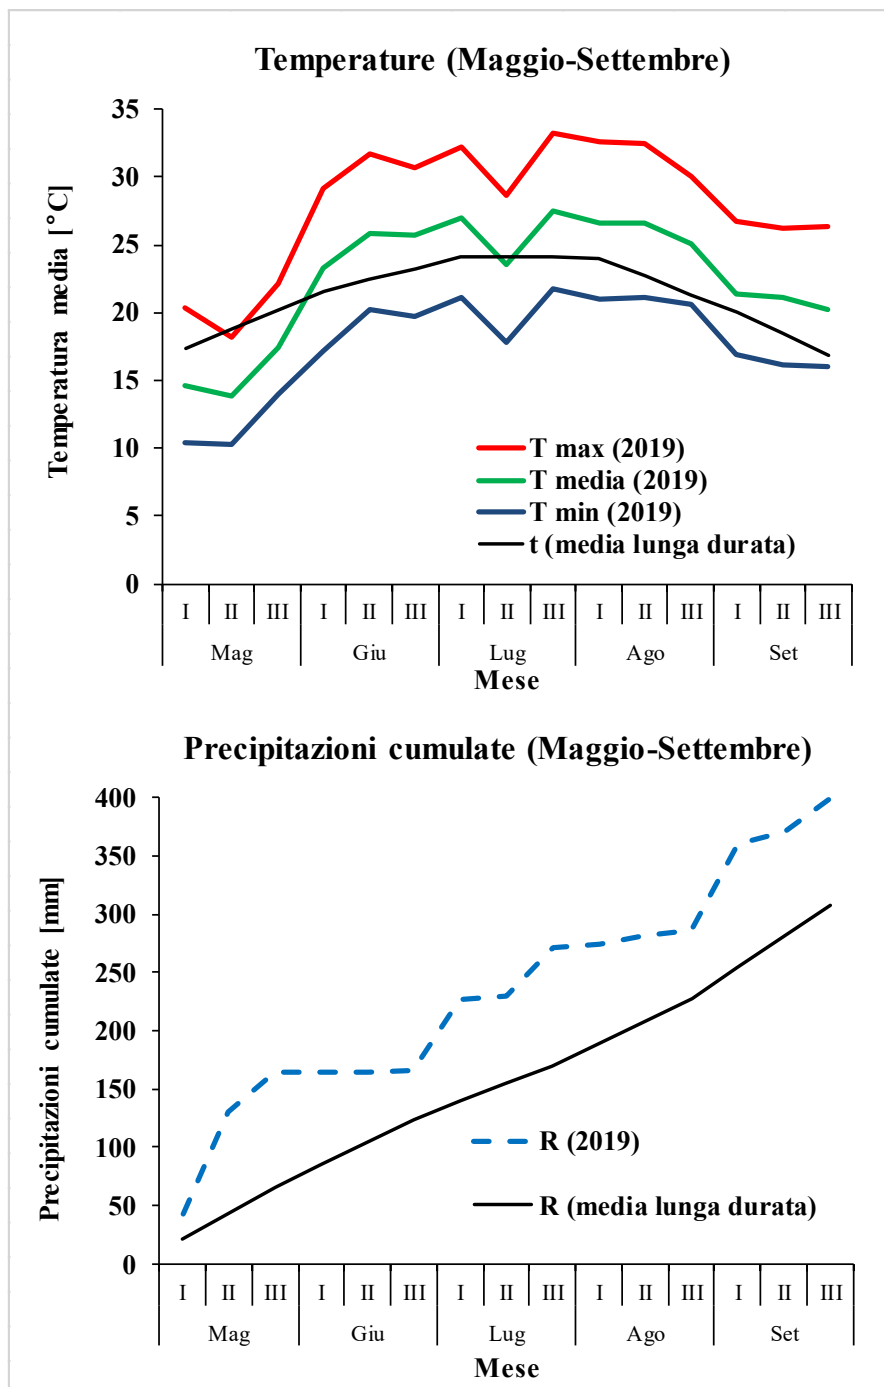 Temperature (Maggio-Settembre)
35
30
25
20
15
10
5
0
Temperatura media [°C]
T max (2019)
T media (2019)
T min (2019)
t (media lunga durata)
I II III I II III I II III I II III I II III
Mag Giu Lug Ago Set
Mese
Precipitazioni cumulate (Maggio-Settembre)
400
350
300
250
200
150
100
50
0
Precipitazioni cumulate [mm]
R (2019)
R (media lunga durata)
I II III I II III I II III I II III I II III
Mag Giu Lug Ago Set
Mese